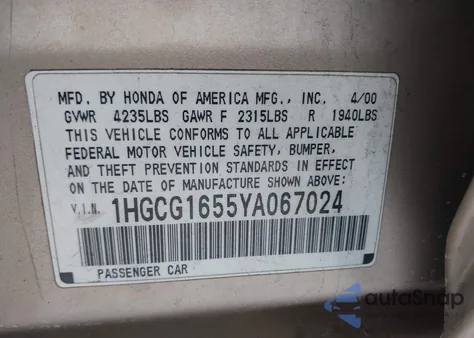 MFD. BY HONDA OF AMERICA MFG., INC. 4/00
GVWR 4235LBS GAWR F 2315LBS R 1940LBS
THIS VEHICLE CONFORMS TO ALL APPLICABLE
FEDERAL MOTOR VEHICLE SAFETY, BUMPER,
AND THEFT PREVENTION STANDARDS IN EFFECT
ON THE DATE OF MANUFACTURE SHOWN ABOVE:
V.I.N. 1HGCG1655YA067024
PASSENGER CAR
autoSnap